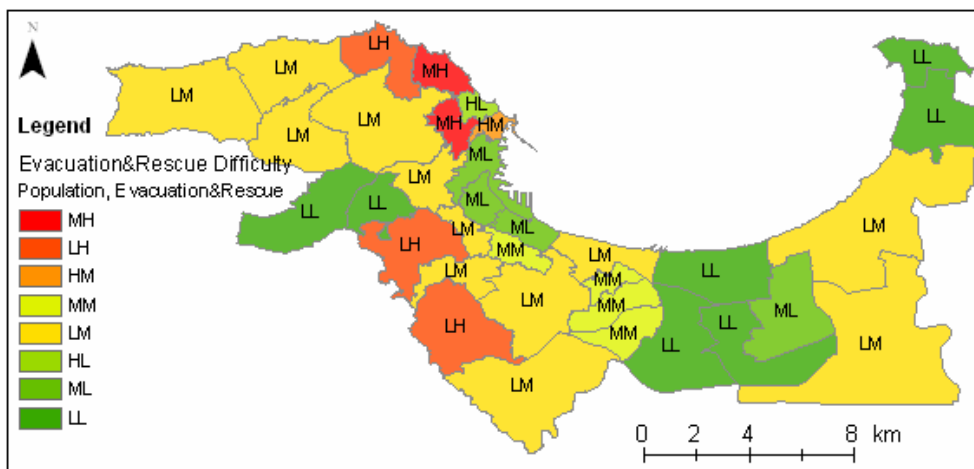 N
Legend
Evacuation&Rescue Difficulty
Population, Evacuation&Rescue
MH
LH
HM
MM
LM
HL
ML
LL
LH
LM
MH
LL
LM
HL
LM
MH
HM
LL
LM
ML
LM
LL
LL
ML
LM
LH
LM
ML
MM
LM
LM
LM
MM
LL
LM
MM
LL
ML
LH
MM
LL
LM
LM
0 2 4 8 km